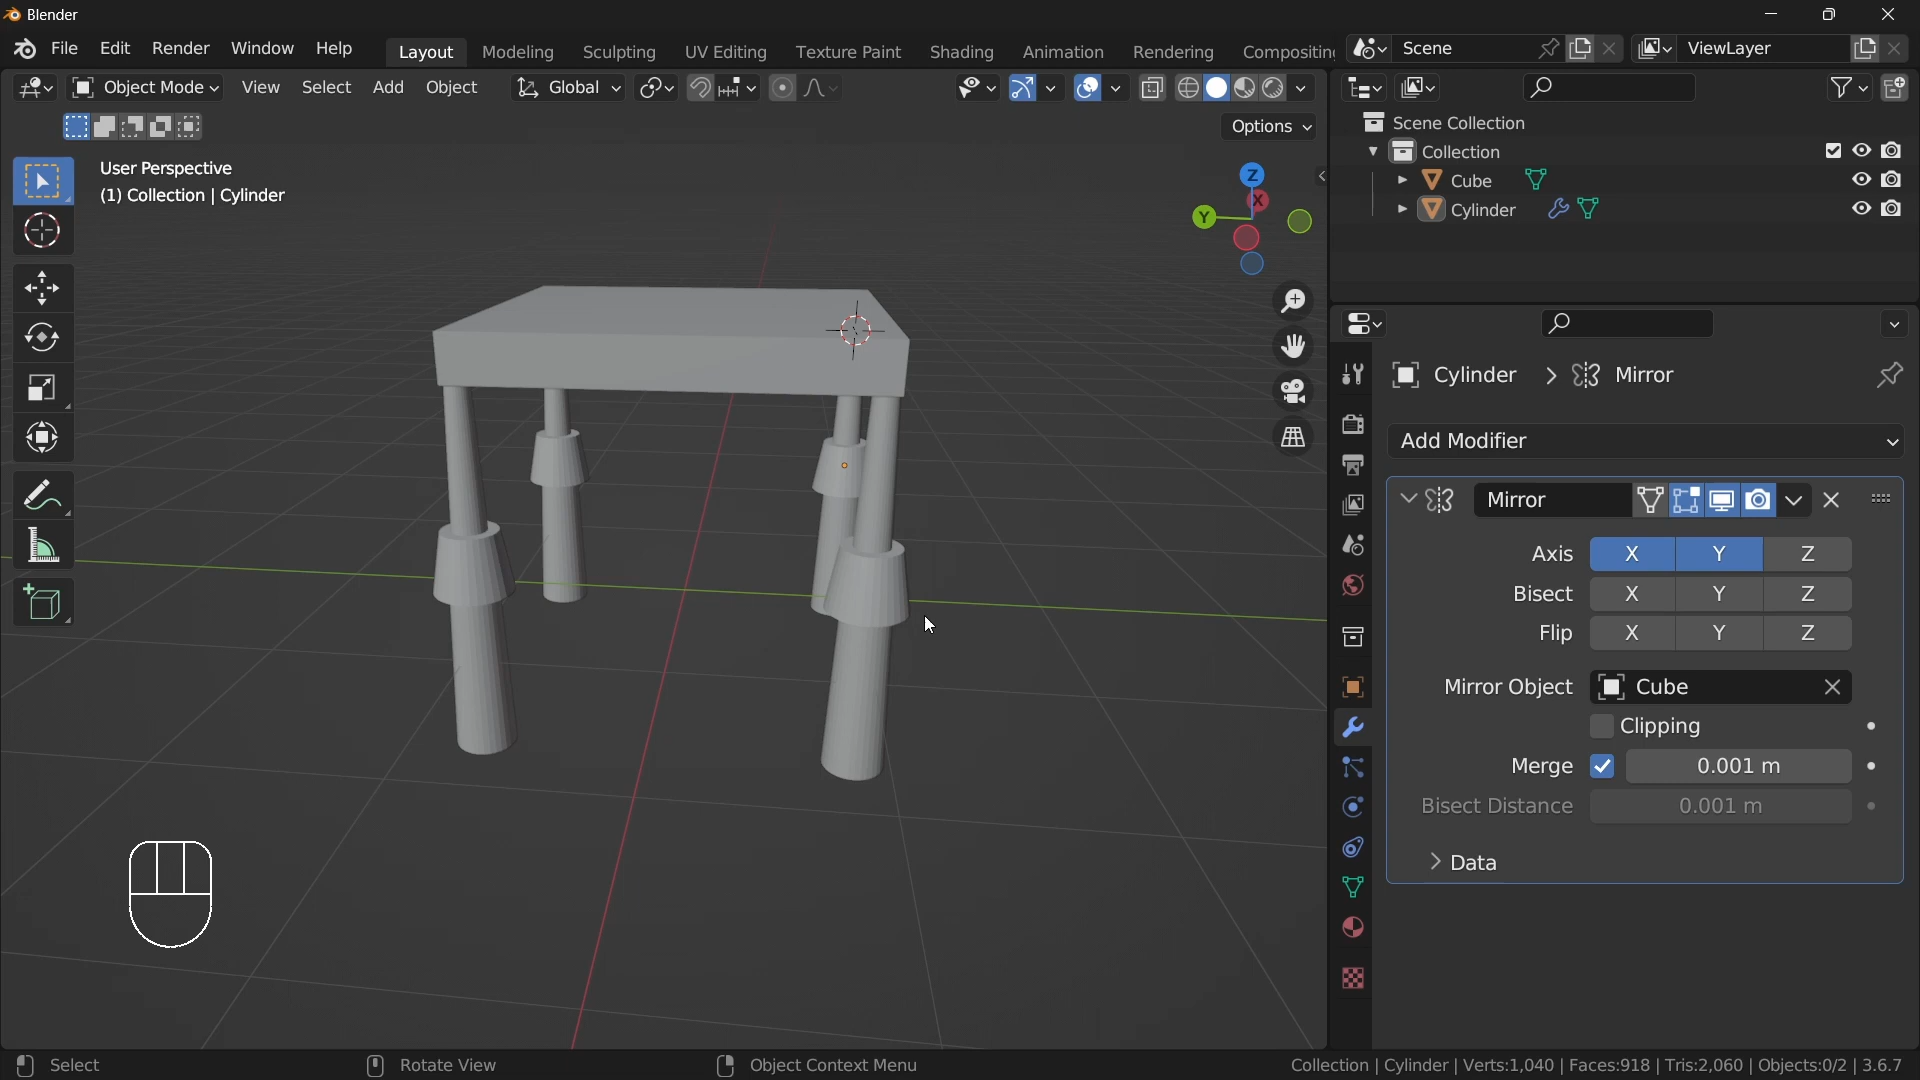 Blender
File Edit Render Window Help Layout Modeling Sculpting UV Editing Texture Paint Shading Animation Rendering Compositing Scene ViewLayer
Object Mode View Select Add Object Global
Options
User Perspective
(1) Collection | Cylinder
Z
X
Y
Scene Collection
Collection
Cube
Cylinder
Cylinder > Mirror
Add Modifier
Mirror
Axis X Y Z
Bisect X Y Z
Flip X Y Z
Mirror Object Cube
Clipping
Merge 0.001 m
Bisect Distance 0.001 m
Data
Select Rotate View Object Context Menu Collection | Cylinder | Verts:1,040 | Faces:918 | Tris:2,060 | Objects:0/2 | 3.6.7